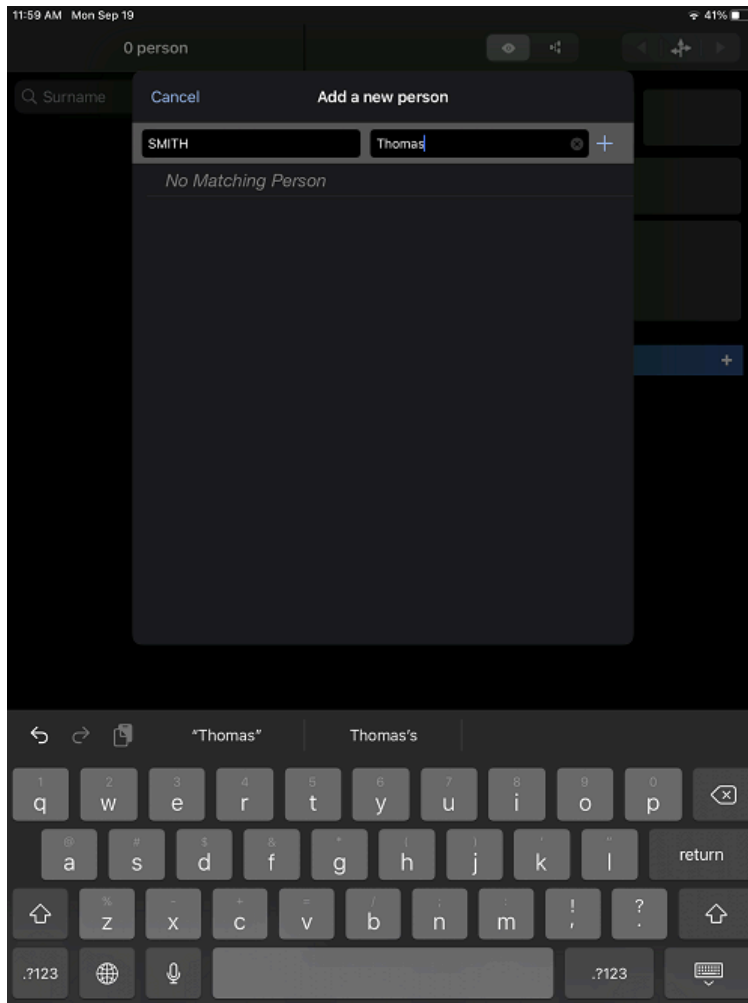 11:59 AM Mon Sep 19 41%
0 person
Surname
Cancel Add a new person
SMITH Thomas
No Matching Person
"Thomas" Thomas's
1 2 3 4 5 6 7 8 9 0
q w e r t y u i o p
@ # $ & * ( ) ' "
a s d f g h j k l return
% - + = / ; : ! ?
z x c v b n m , .
.?123 .?123